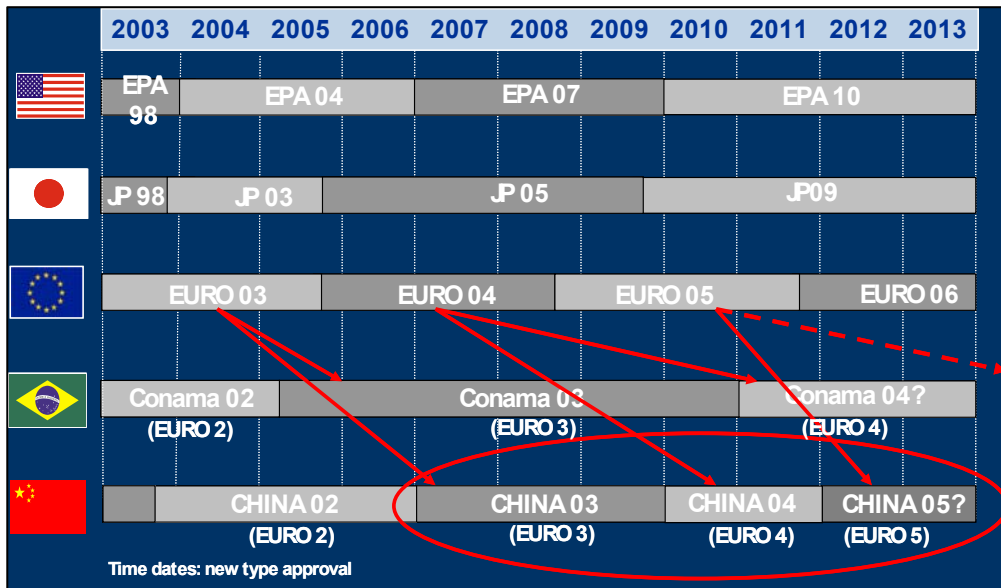 2003 2004 2005 2006 2007 2008 2009 2010 2011 2012 2013
EPA
98
EPA 04
EPA 07
EPA 10
JP 98
JP 03
JP 05
JP09
EURO 03
EURO 04
EURO 05
EURO 06
Conama 02
(EURO 2)
Conama 03
(EURO 3)
Conama 04?
(EURO 4)
CHINA 02
(EURO 2)
CHINA 03
(EURO 3)
CHINA 04
(EURO 4)
CHINA 05?
(EURO 5)
Time dates: new type approval